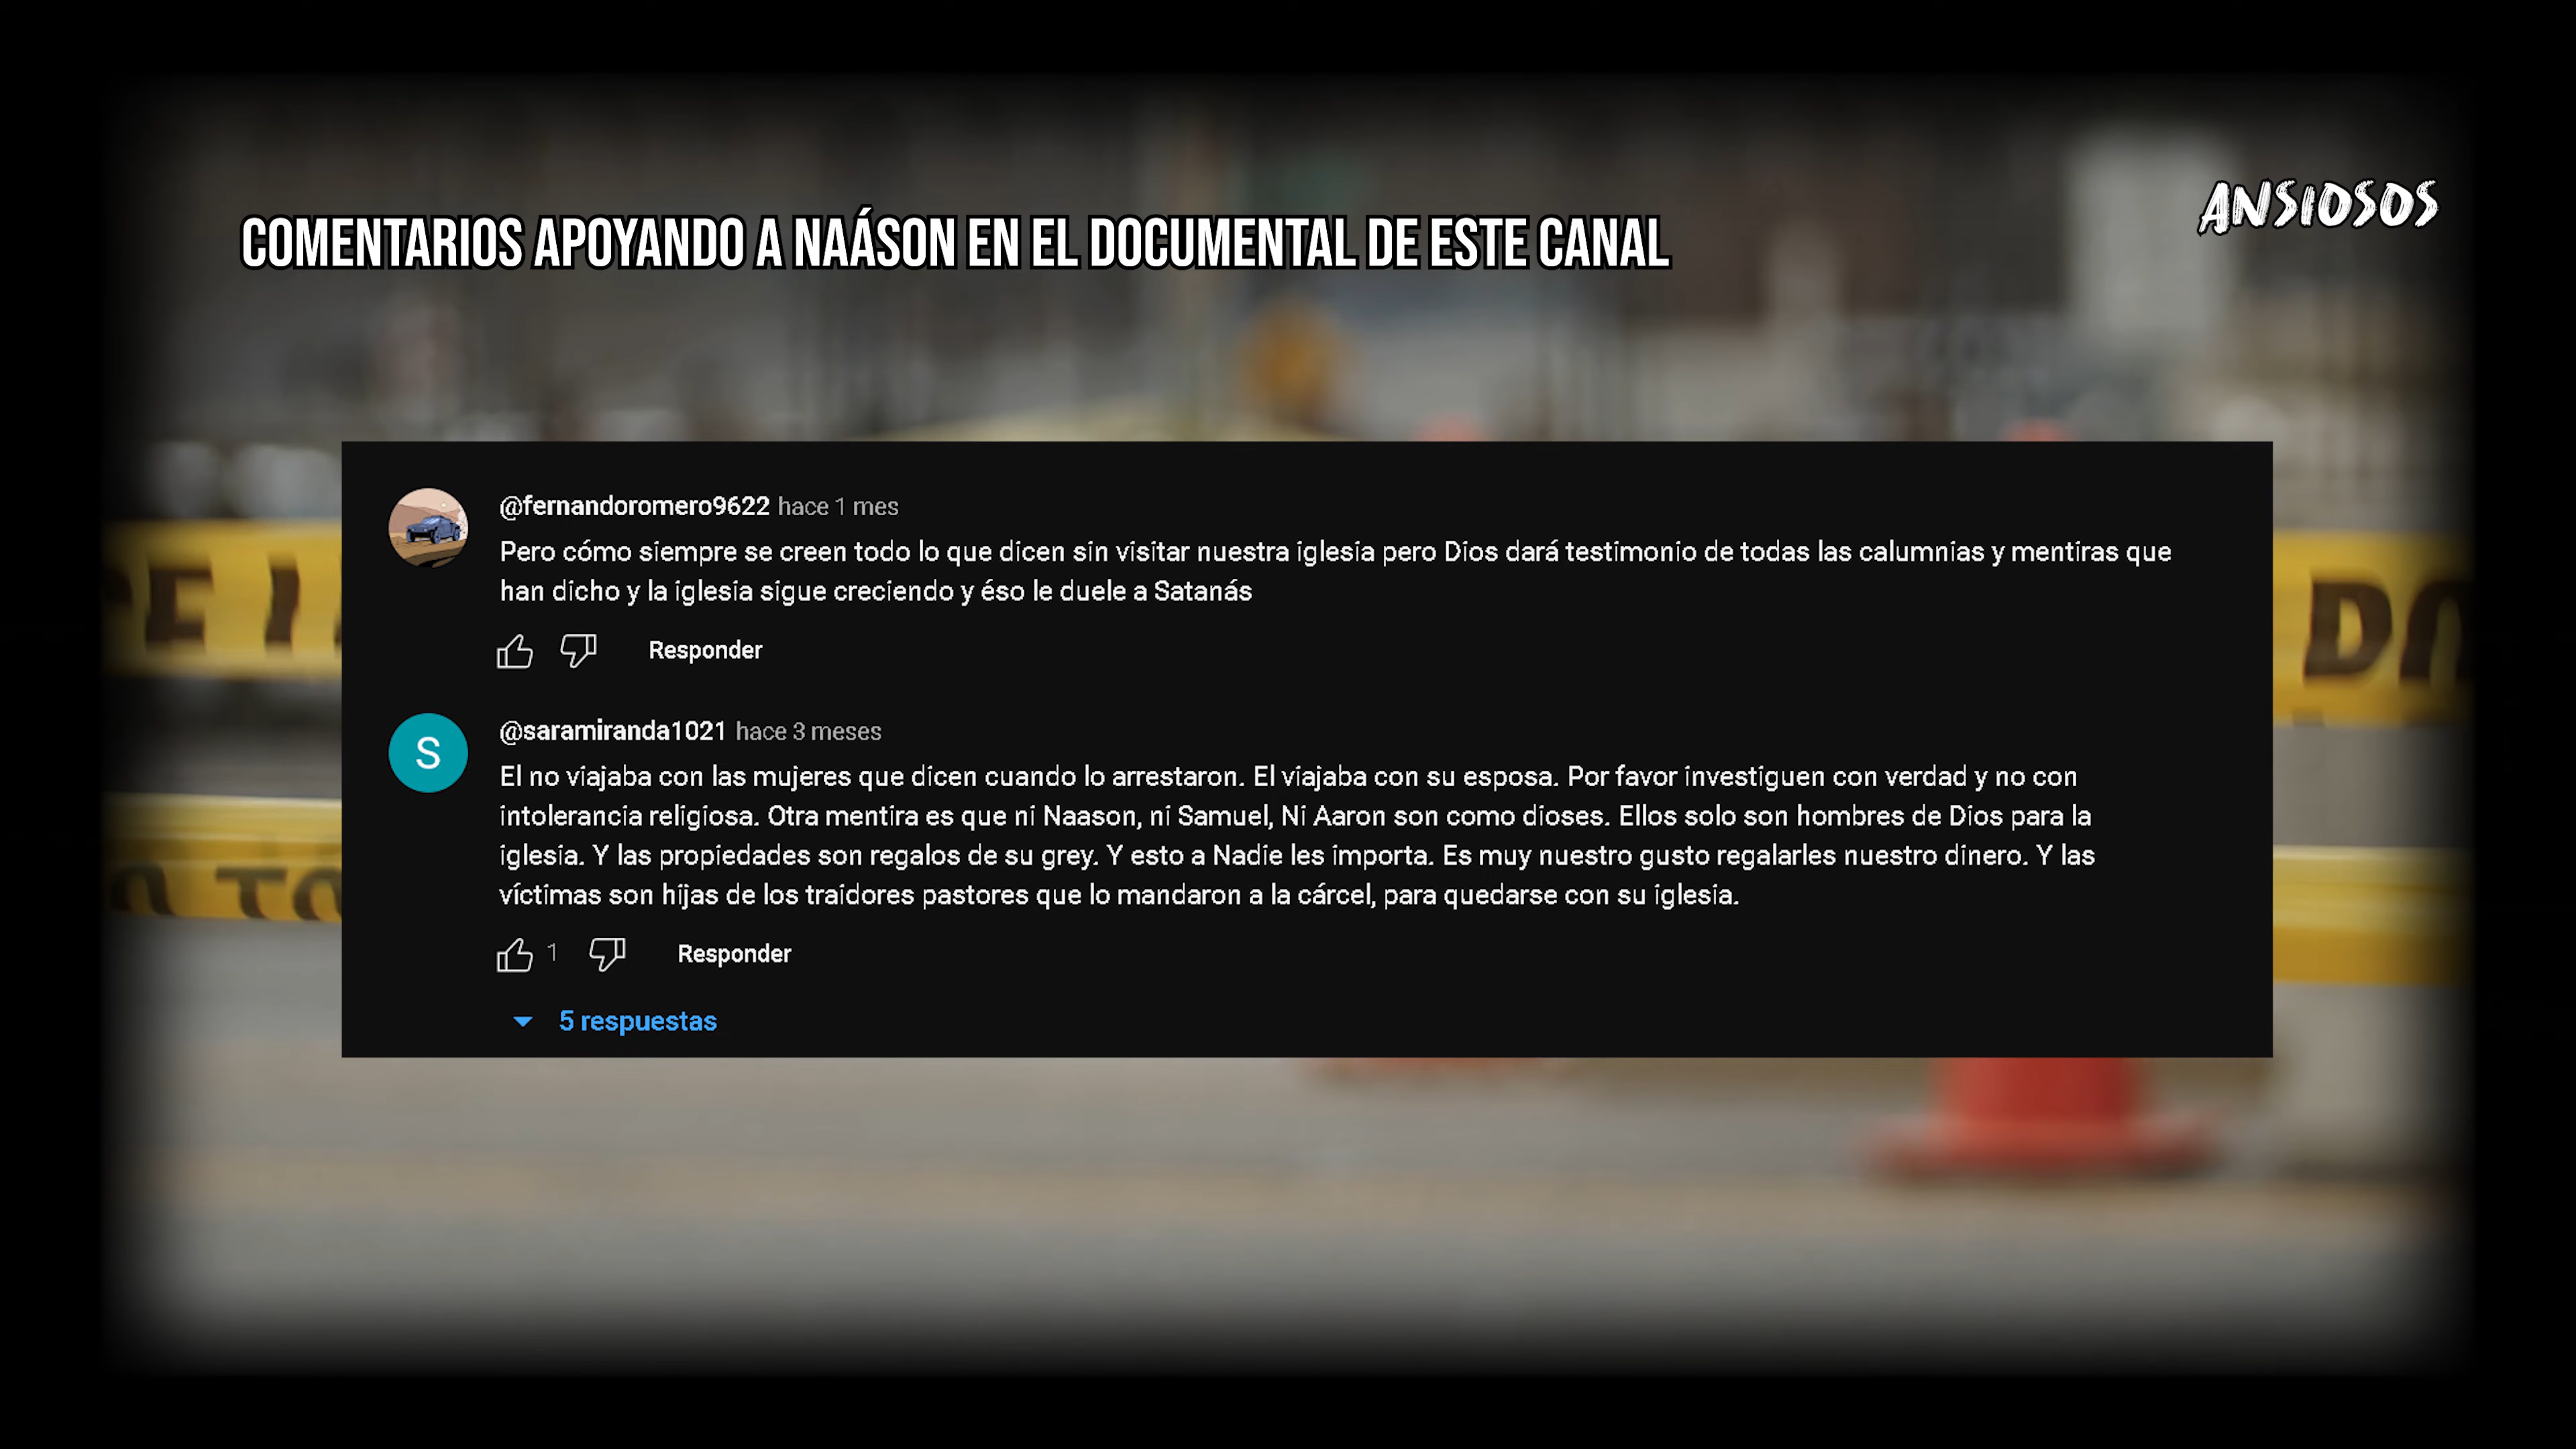 ANSIOSOS
COMENTARIOS APOYANDO A NAÁSON EN EL DOCUMENTAL DE ESTE CANAL
@fernandoromero9622 hace 1 mes
Pero cómo siempre se creen todo lo que dicen sin visitar nuestra iglesia pero Dios dará testimonio de todas las calumnias y mentiras que
han dicho y la iglesia sigue creciendo y éso le duele a Satanás
Responder
S
@saramiranda1021 hace 3 meses
El no viajaba con las mujeres que dicen cuando lo arrestaron. El viajaba con su esposa. Por favor investiguen con verdad y no con
intolerancia religiosa. Otra mentira es que ni Naason, ni Samuel, Ni Aaron son como dioses. Ellos solo son hombres de Dios para la
iglesia. Y las propiedades son regalos de su grey. Y esto a Nadie les importa. Es muy nuestro gusto regalarles nuestro dinero. Y las
víctimas son hijas de los traidores pastores que lo mandaron a la cárcel, para quedarse con su iglesia.
1 Responder
5 respuestas